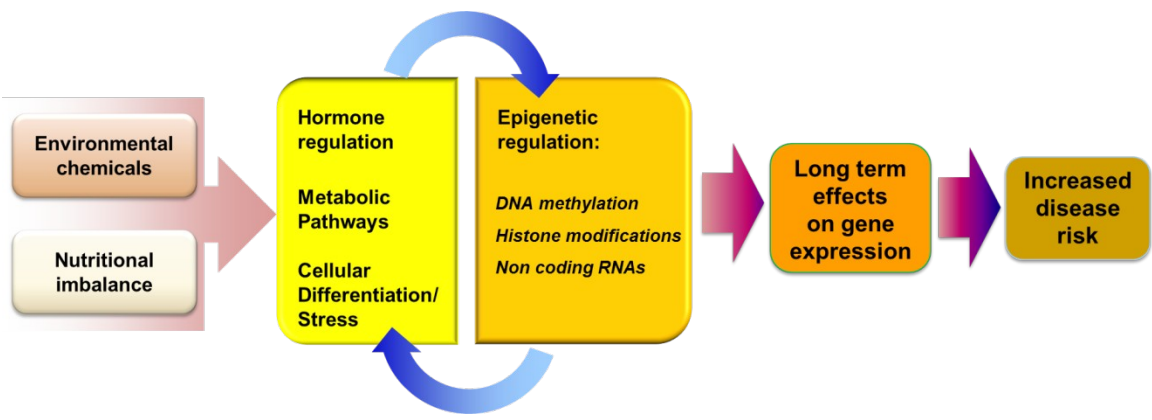 Environmental
chemicals
Nutritional
imbalance
Hormone
regulation
Metabolic
Pathways
Cellular
Differentiation/
Stress
Epigenetic
regulation:
DNA methylation
Histone modifications
Non coding RNAs
Long term
effects
on gene
expression
Increased
disease
risk